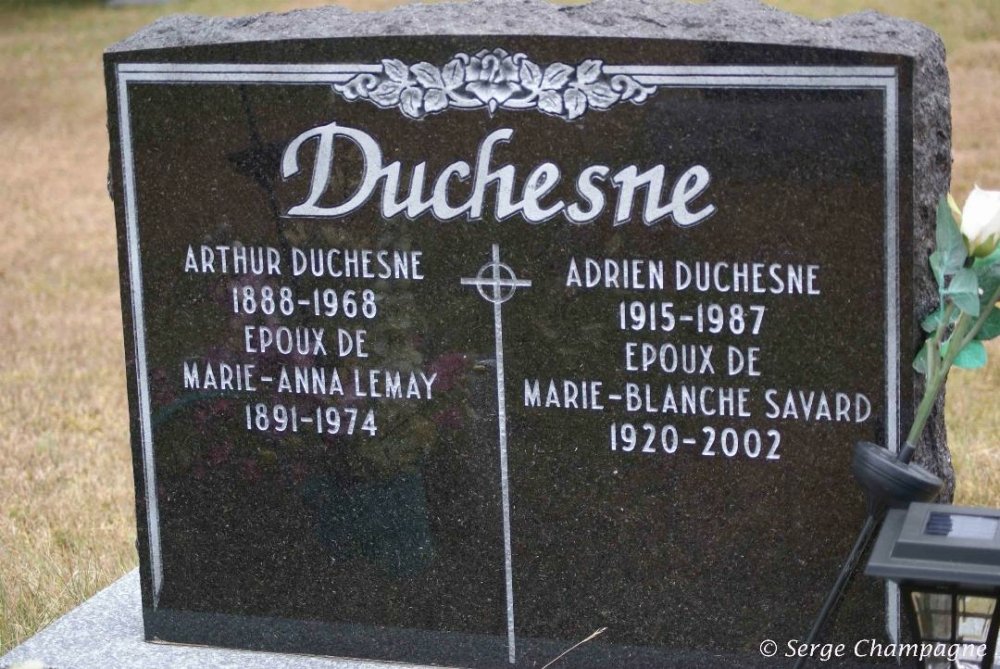 Duchesne
ARTHUR DUCHESNE
1888-1968
EPOUX DE
MARIE-ANNA LEMAY
1891-1974
ADRIEN DUCHESNE
1915-1987
EPOUX DE
MARIE-BLANCHE SAVARD
1920-2002
© Serge Champagne